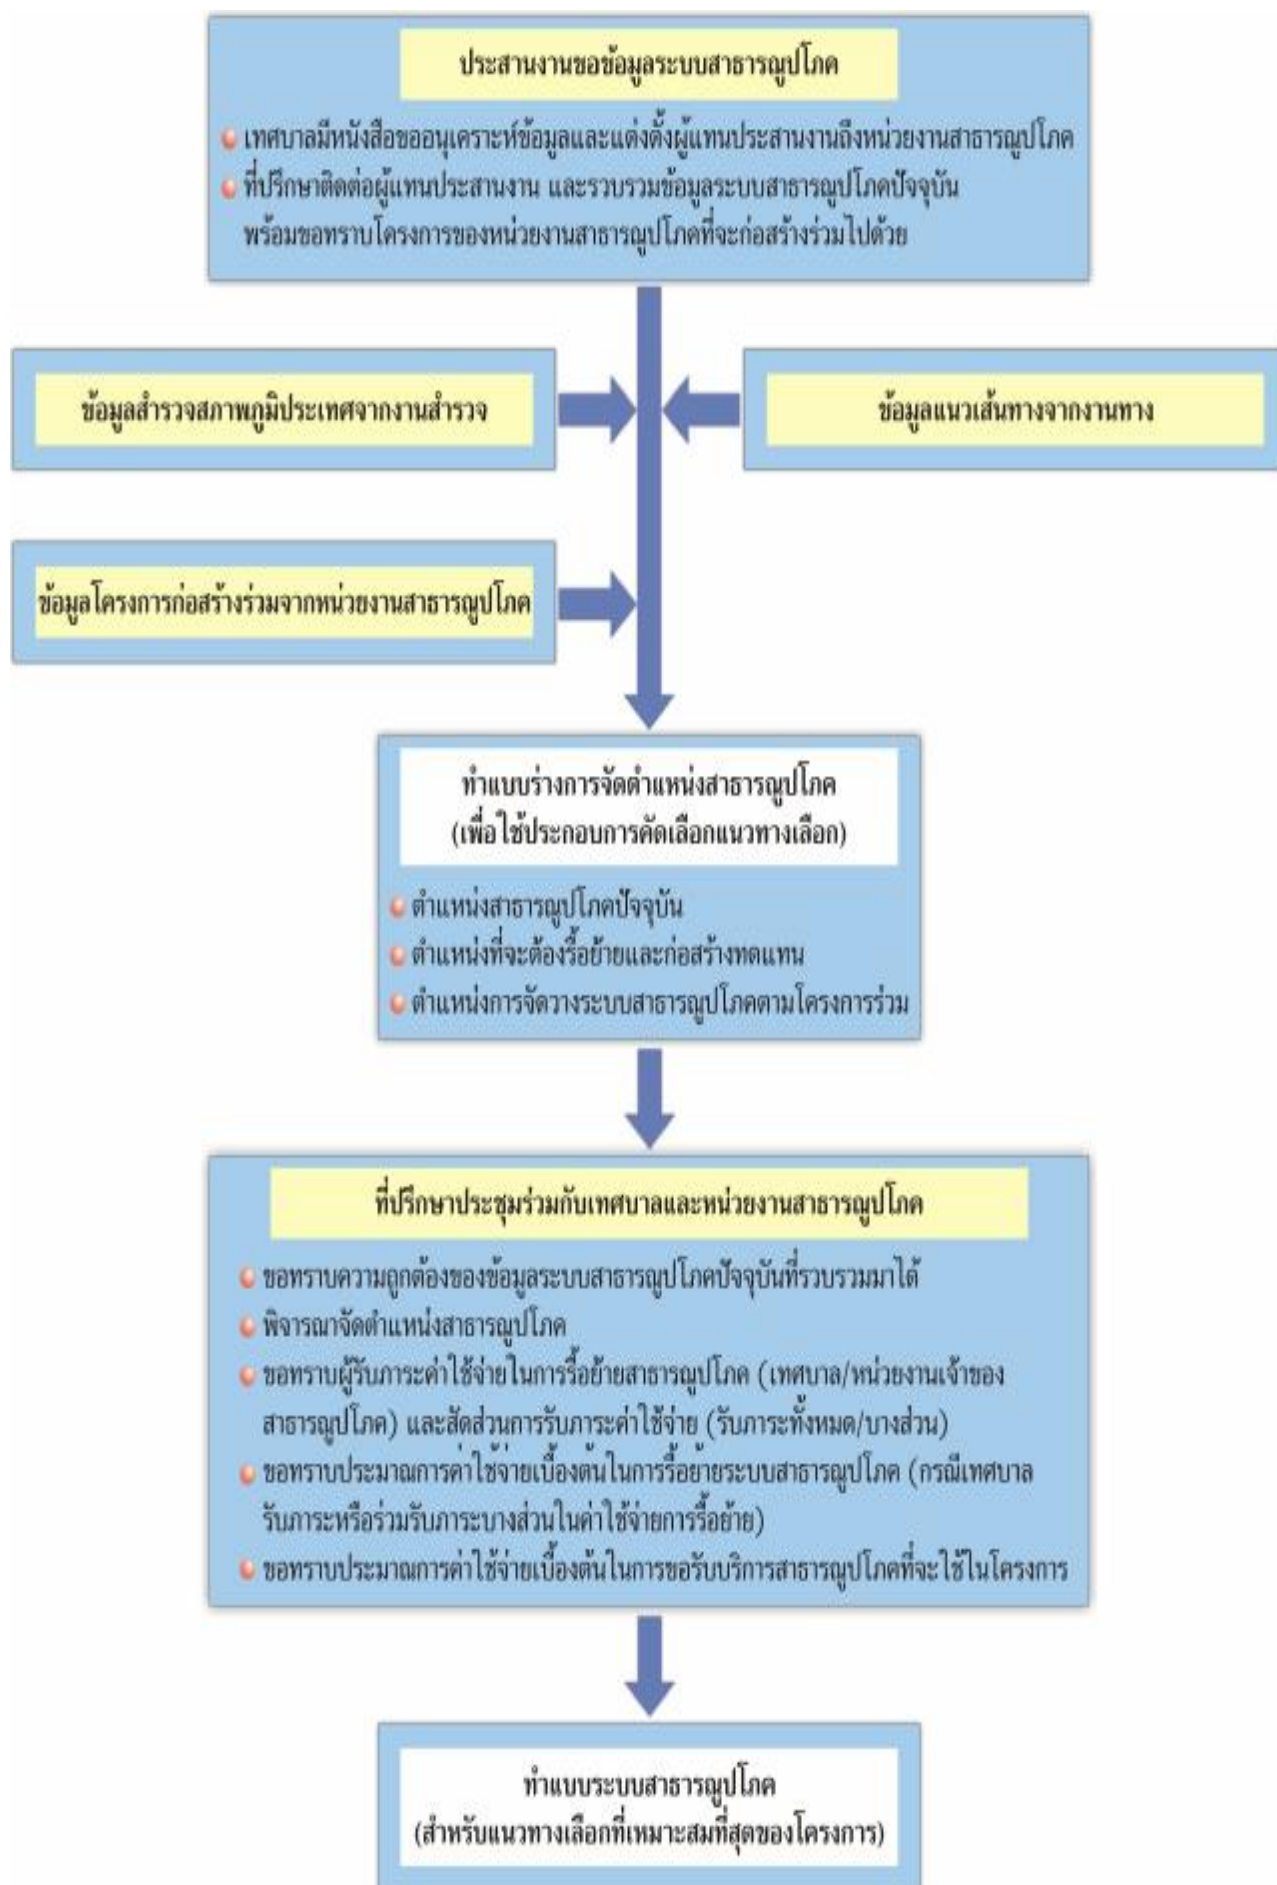 ประสานงานขอข้อมูลระบบสาธารณูปโภค
เทศบาลมีหนังสือขออนุเคราะห์ข้อมูลและแต่งตั้งผู้แทนประสานงานถึงหน่วยงานสาธารณูปโภค
ที่ปรึกษาติดต่อผู้แทนประสานงาน และรวบรวมข้อมูลระบบสาธารณูปโภคปัจจุบัน
พร้อมขอทราบโครงการของหน่วยงานสาธารณูปโภคที่จะก่อสร้างร่วมไปด้วย
ข้อมูลสำรวจสภาพภูมิประเทศจากงานสำรวจ
ข้อมูลแนวเส้นทางจากงานทาง
ข้อมูลโครงการก่อสร้างร่วมจากหน่วยงานสาธารณูปโภค
ทำแบบร่างการจัดตำแหน่งสาธารณูปโภค
(เพื่อใช้ประกอบการคัดเลือกแนวทางเลือก)
ตำแหน่งสาธารณูปโภคปัจจุบัน
ตำแหน่งที่จะต้องรื้อย้ายและก่อสร้างทดแทน
ตำแหน่งการจัดวางระบบสาธารณูปโภคตามโครงการร่วม
ที่ปรึกษาประชุมร่วมกับเทศบาลและหน่วยงานสาธารณูปโภค
ขอทราบความถูกต้องของข้อมูลระบบสาธารณูปโภคปัจจุบันที่รวบรวมมาได้
พิจารณาจัดตำแหน่งสาธารณูปโภค
ขอทราบผู้รับภาระค่าใช้จ่ายในการรื้อย้ายสาธารณูปโภค (เทศบาล/หน่วยงานเจ้าของ
สาธารณูปโภค) และสัดส่วนการรับภาระค่าใช้จ่าย (รับภาระทั้งหมด/บางส่วน)
ขอทราบประมาณการค่าใช้จ่ายเบื้องต้นในการรื้อย้ายระบบสาธารณูปโภค (กรณีเทศบาล
รับภาระหรือร่วมรับภาระบางส่วนในค่าใช้จ่ายการรื้อย้าย)
ขอทราบประมาณการค่าใช้จ่ายเบื้องต้นในการขอรับบริการสาธารณูปโภคที่จะใช้ในโครงการ
ทำแบบระบบสาธารณูปโภค
(สำหรับแนวทางเลือกที่เหมาะสมที่สุดของโครงการ)